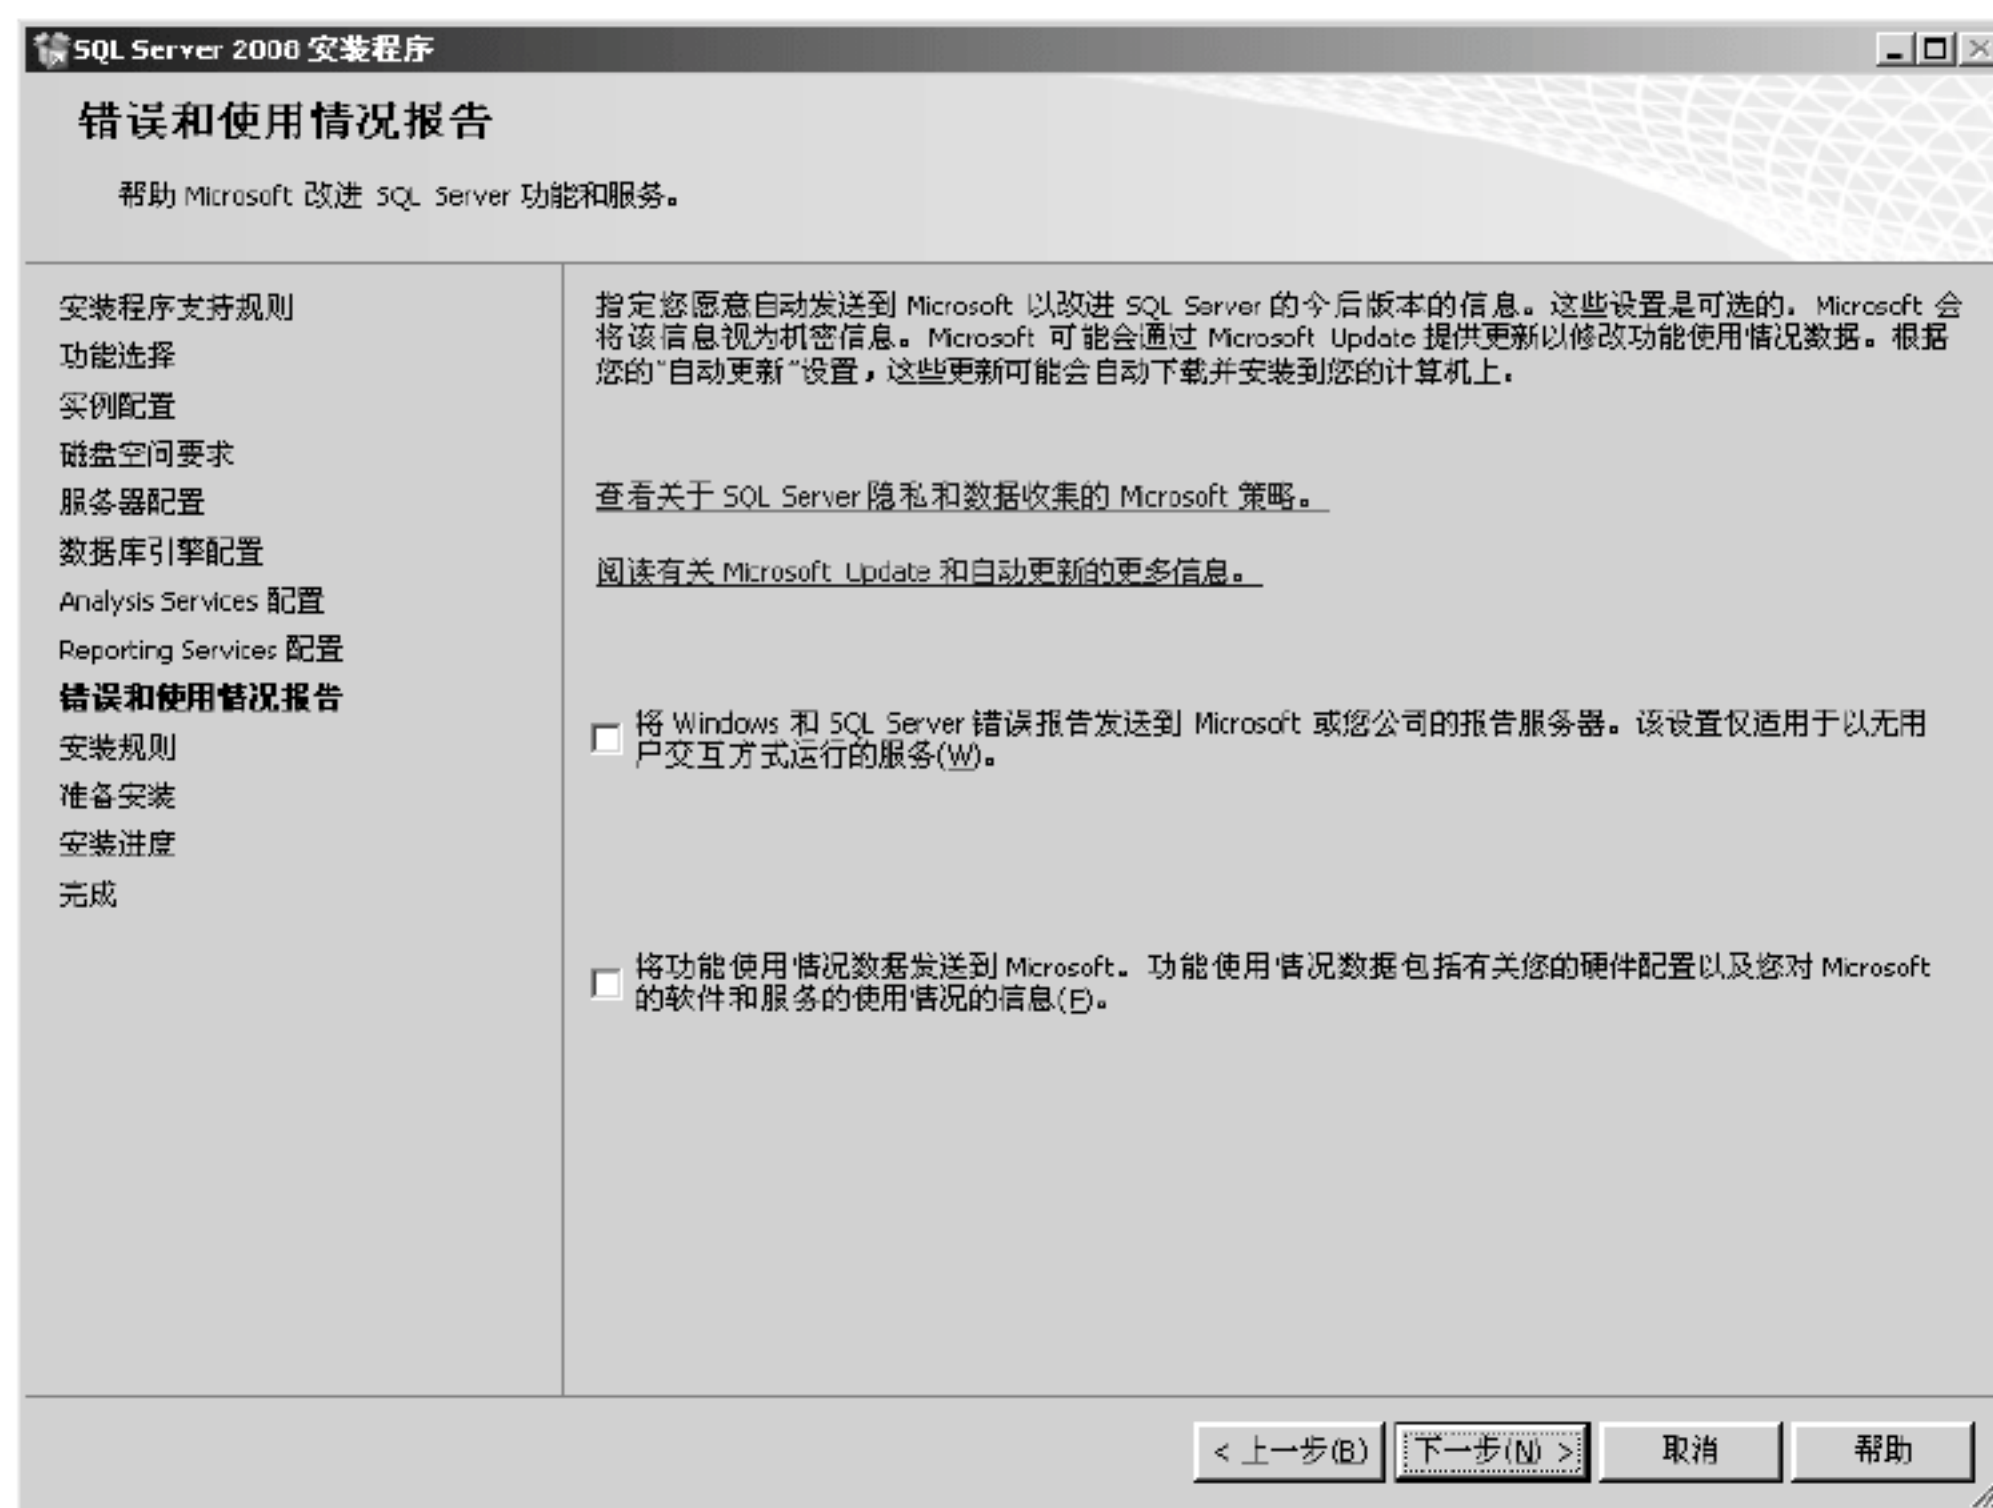 SQL Server 2008 安装程序
错误和使用情况报告
帮助 Microsoft 改进 SQL Server 功能和服务。
安装程序支持规则
功能选择
实例配置
磁盘空间要求
服务器配置
数据库引擎配置
Analysis Services 配置
Reporting Services 配置
错误和使用情况报告
安装规则
准备安装
安装进度
完成
指定您愿意自动发送到 Microsoft 以改进 SQL Server 的今后版本的信息。这些设置是可选的。Microsoft 会
将该信息视为机密信息。Microsoft 可能会通过 Microsoft Update 提供更新以修改功能使用情况数据。根据
您的“自动更新”设置，这些更新可能会自动下载并安装到您的计算机上。
查看关于 SQL Server 隐私和数据收集的 Microsoft 策略。
阅读有关 Microsoft Update 和自动更新的更多信息。
将 Windows 和 SQL Server 错误报告发送到 Microsoft 或您公司的报告服务器。该设置仅适用于以无用
户交互方式运行的服务(W)。
将功能使用情况数据发送到 Microsoft。功能使用情况数据包括有关您的硬件配置以及您对 Microsoft
的软件和服务的使用情况的信息(F)。
< 上一步(B) 下一步(N) > 取消 帮助